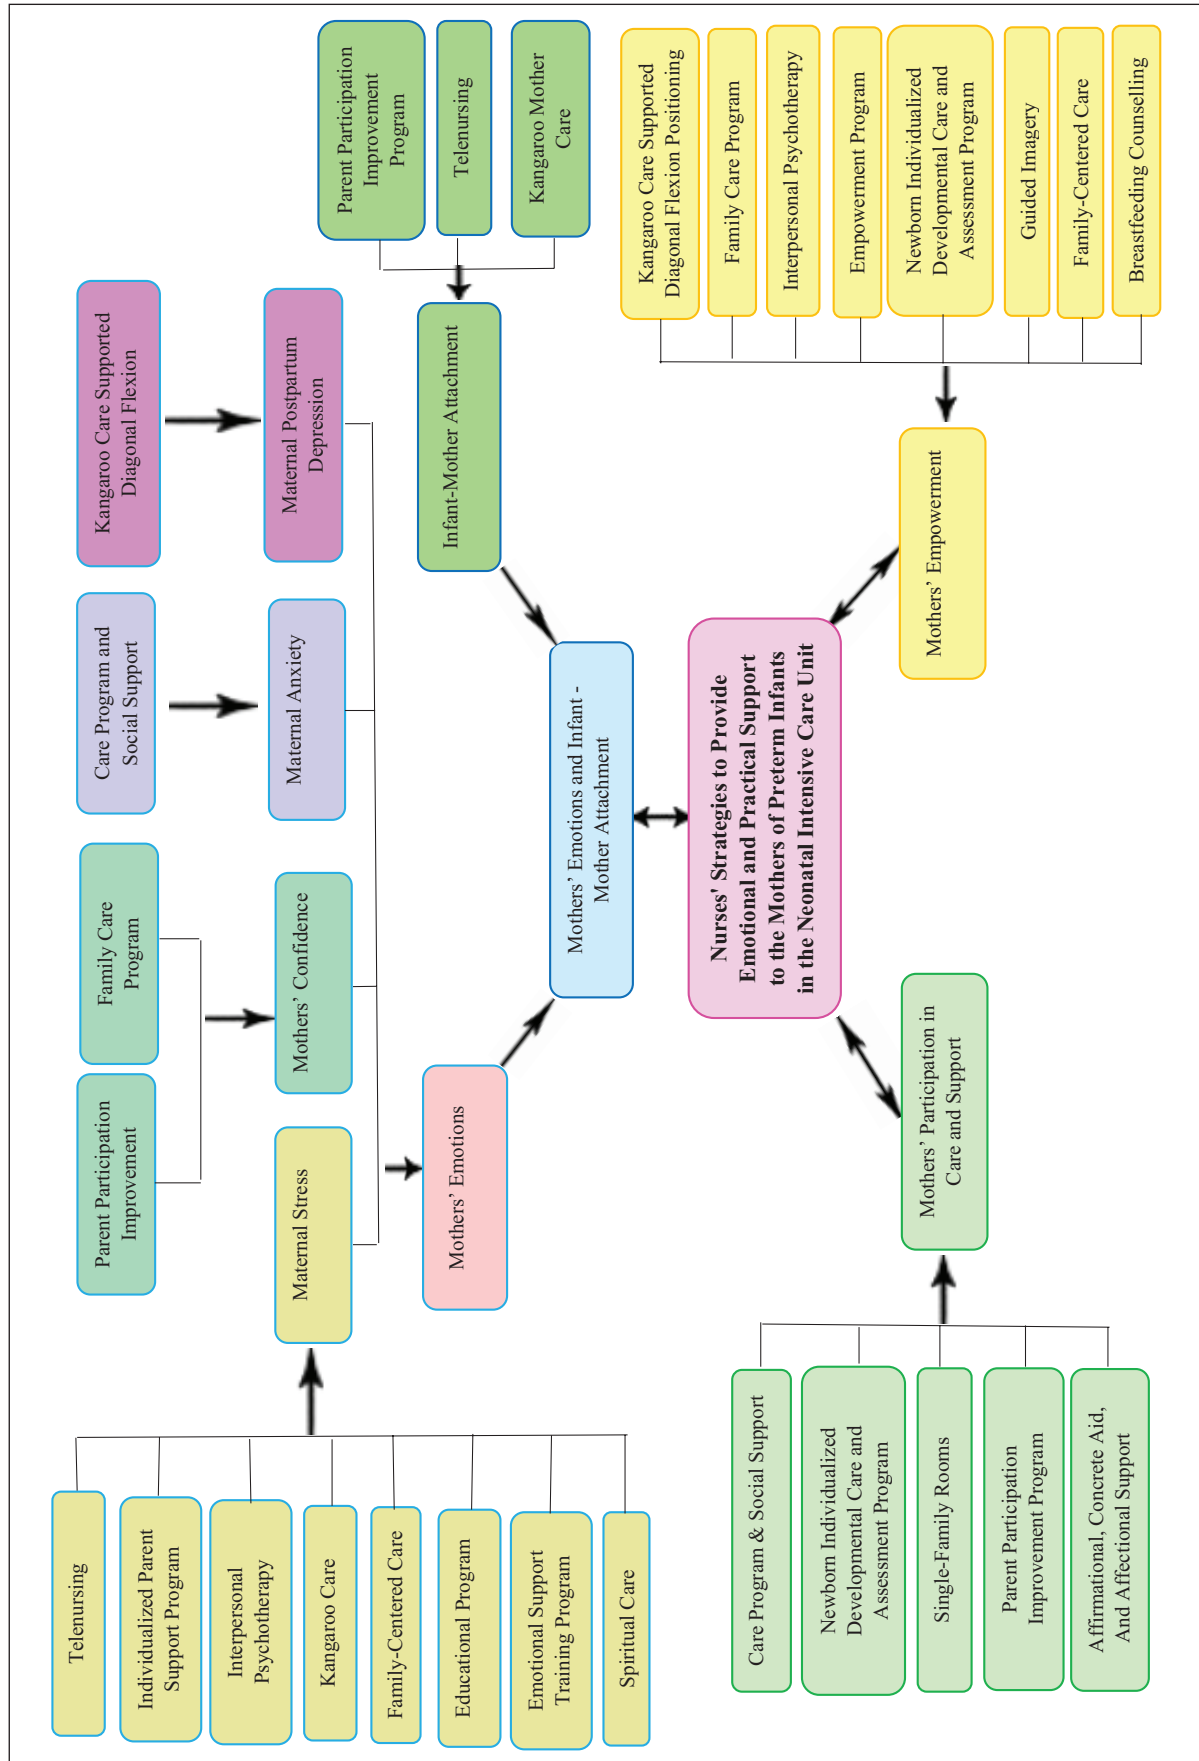 Telenursing
Individualized Parent
Support Program
Interpersonal
Psychotherapy
Kangaroo Care
Family-Centered Care
Educational Program
Emotional Support
Training Program
Spiritual Care
Parent Participation
Improvement
Family Care
Program
Care Program and
Social Support
Kangaroo Care Supported
Diagonal Flexion
Maternal Stress
Mothers' Confidence
Maternal Anxiety
Maternal Postpartum
Depression
Parent Participation
Improvement
Program
Telenursing
Kangaroo Mother
Care
Mothers' Emotions
Infant-Mother Attachment
Mothers' Emotions and Infant -
Mother Attachment
Nurses' Strategies to Provide
Emotional and Practical Support
to the Mothers of Preterm Infants
in the Neonatal Intensive Care Unit
Care Program & Social Support
Newborn Individualized
Developmental Care and
Assessment Program
Single-Family Rooms
Parent Participation
Improvement Program
Affirmational, Concrete Aid,
And Affectional Support
Mothers' Participation in
Care and Support
Mothers' Empowerment
Kangaroo Care Supported
Diagonal Flexion Positioning
Family Care Program
Interpersonal Psychotherapy
Empowerment Program
Newborn Individualized
Developmental Care and
Assessment Program
Guided Imagery
Family-Centered Care
Breastfeeding Counselling